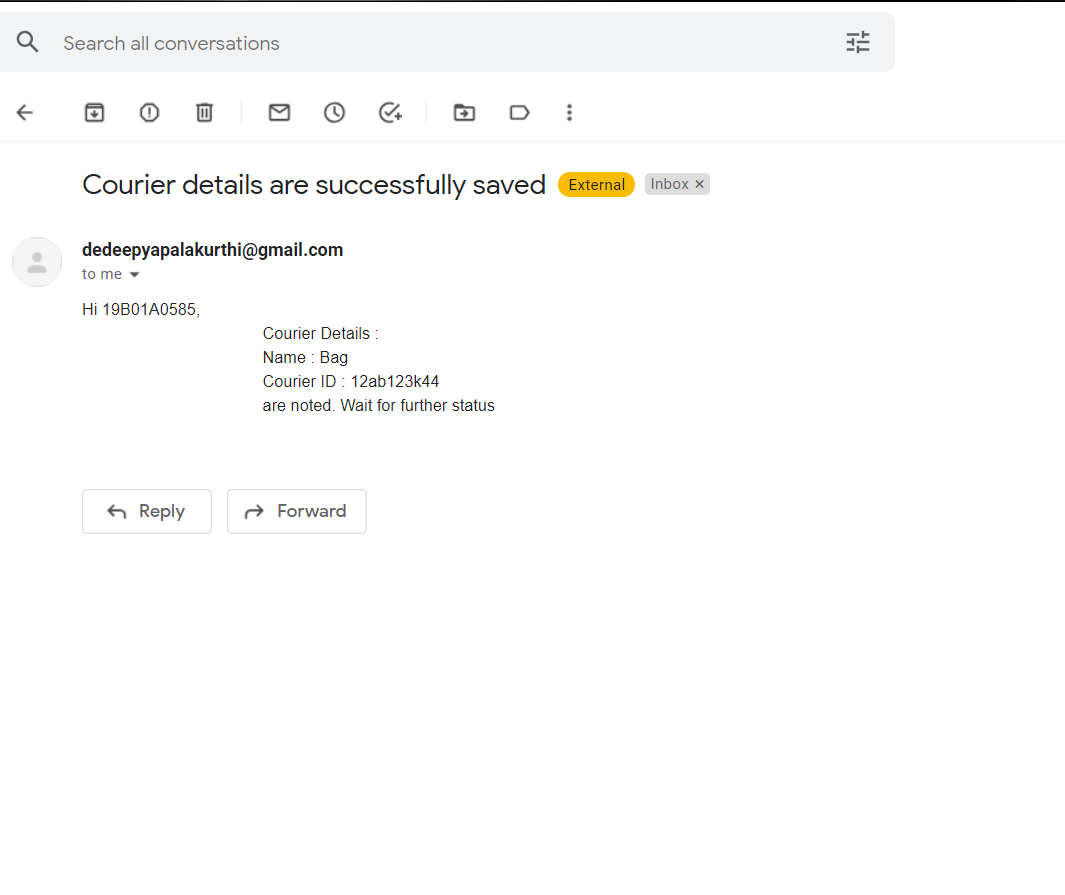 Search all conversations
Courier details are successfully saved External Inbox ×
dedeepyapalakurthi@gmail.com
to me
Hi 19B01A0585,
Courier Details :
Name : Bag
Courier ID : 12ab123k44
are noted. Wait for further status
Reply Forward